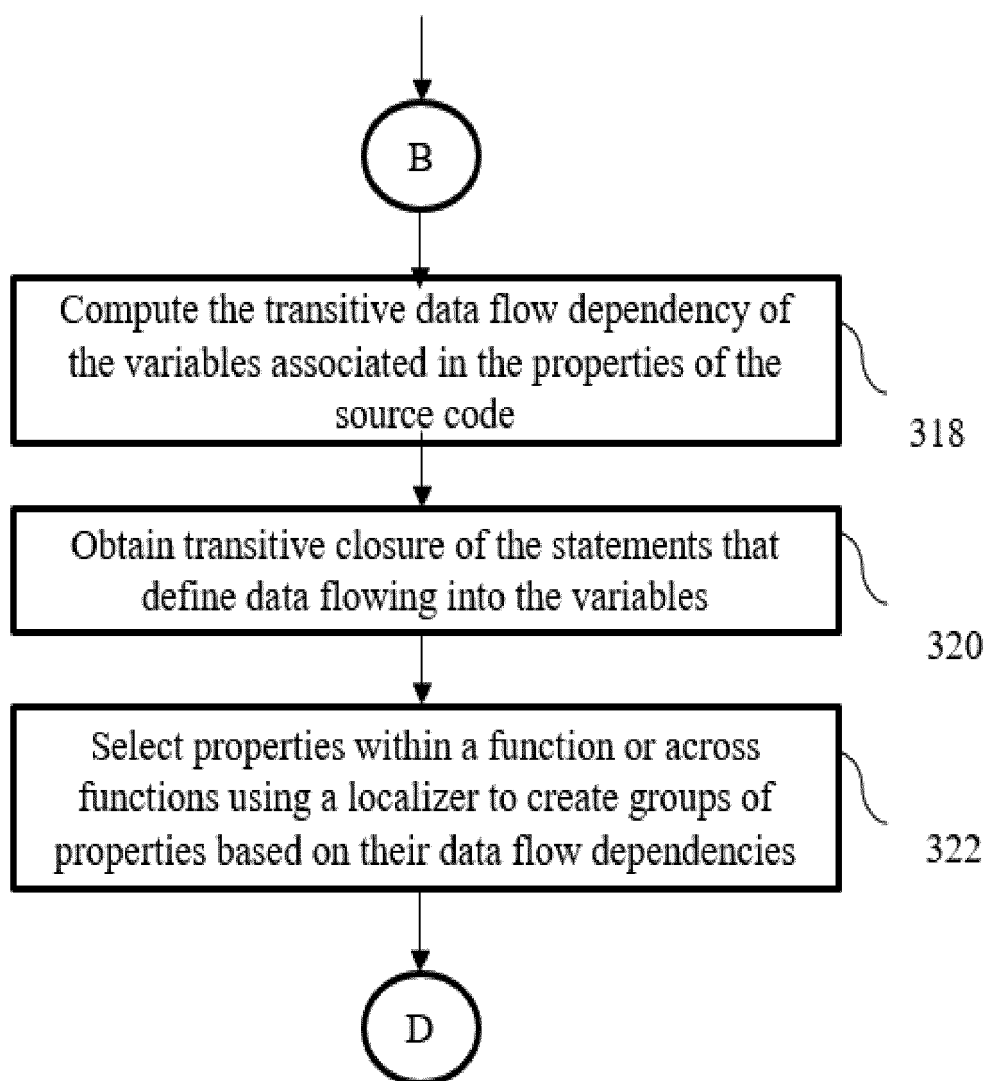 B
Compute the transitive data flow dependency of
the variables associated in the properties of the
source code
318
Obtain transitive closure of the statements that
define data flowing into the variables
320
Select properties within a function or across
functions using a localizer to create groups of
properties based on their data flow dependencies
322
D